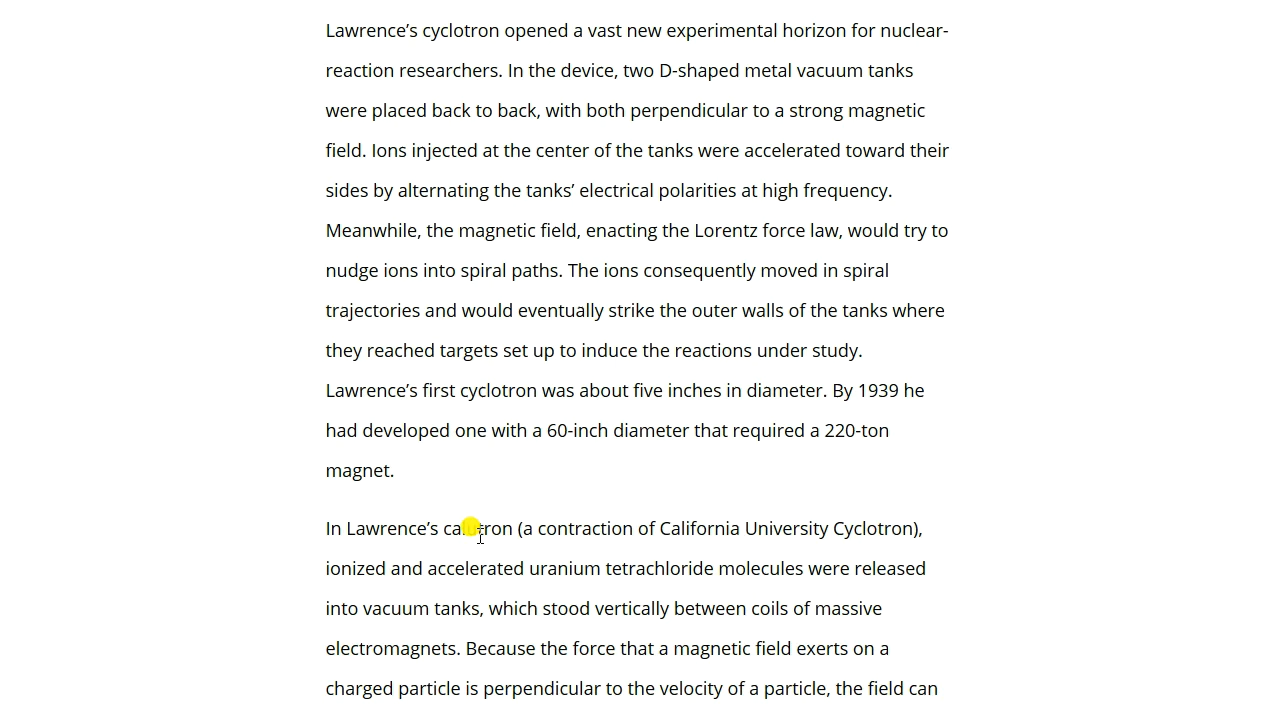 Lawrence’s cyclotron opened a vast new experimental horizon for nuclear-
reaction researchers. In the device, two D-shaped metal vacuum tanks
were placed back to back, with both perpendicular to a strong magnetic
field. Ions injected at the center of the tanks were accelerated toward their
sides by alternating the tanks’ electrical polarities at high frequency.
Meanwhile, the magnetic field, enacting the Lorentz force law, would try to
nudge ions into spiral paths. The ions consequently moved in spiral
trajectories and would eventually strike the outer walls of the tanks where
they reached targets set up to induce the reactions under study.
Lawrence’s first cyclotron was about five inches in diameter. By 1939 he
had developed one with a 60-inch diameter that required a 220-ton
magnet.
In Lawrence’s calutron (a contraction of California University Cyclotron),
ionized and accelerated uranium tetrachloride molecules were released
into vacuum tanks, which stood vertically between coils of massive
electromagnets. Because the force that a magnetic field exerts on a
charged particle is perpendicular to the velocity of a particle, the field can